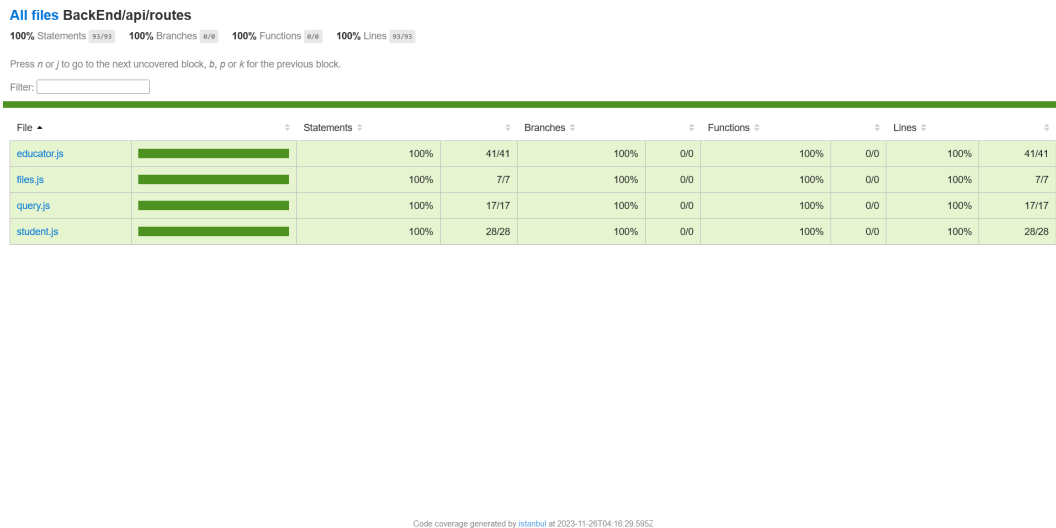 All files BackEnd/api/routes
100% Statements 93/93 100% Branches 0/0 100% Functions 0/0 100% Lines 93/93
Press n or j to go to the next uncovered block, b, p or k for the previous block.
Filter:
File Statements Branches Functions Lines
educator.js 100% 41/41 100% 0/0 100% 0/0 100% 41/41
files.js 100% 7/7 100% 0/0 100% 0/0 100% 7/7
query.js 100% 17/17 100% 0/0 100% 0/0 100% 17/17
student.js 100% 28/28 100% 0/0 100% 0/0 100% 28/28
Code coverage generated by istanbul at 2023-11-26T04:16:29.595Z